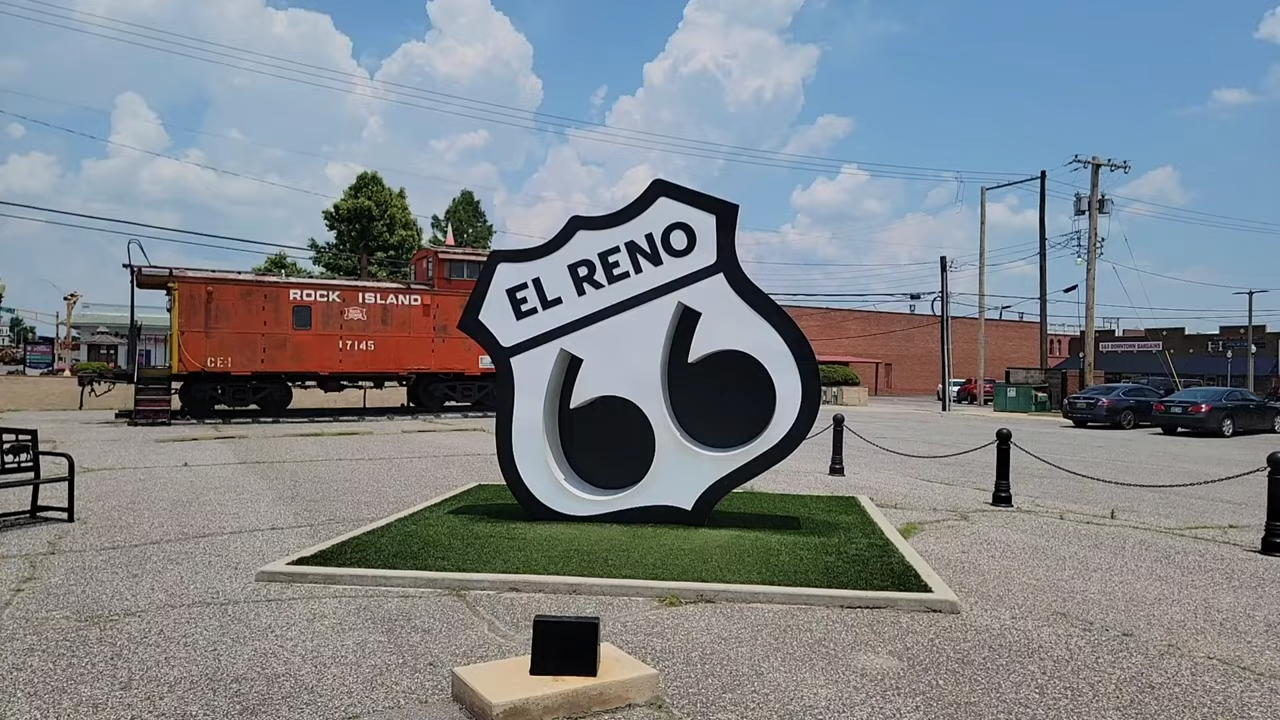 ROCK ISLAND
17145
CE-1
EL RENO
66
S&S DOWNTOWN BARGAINS